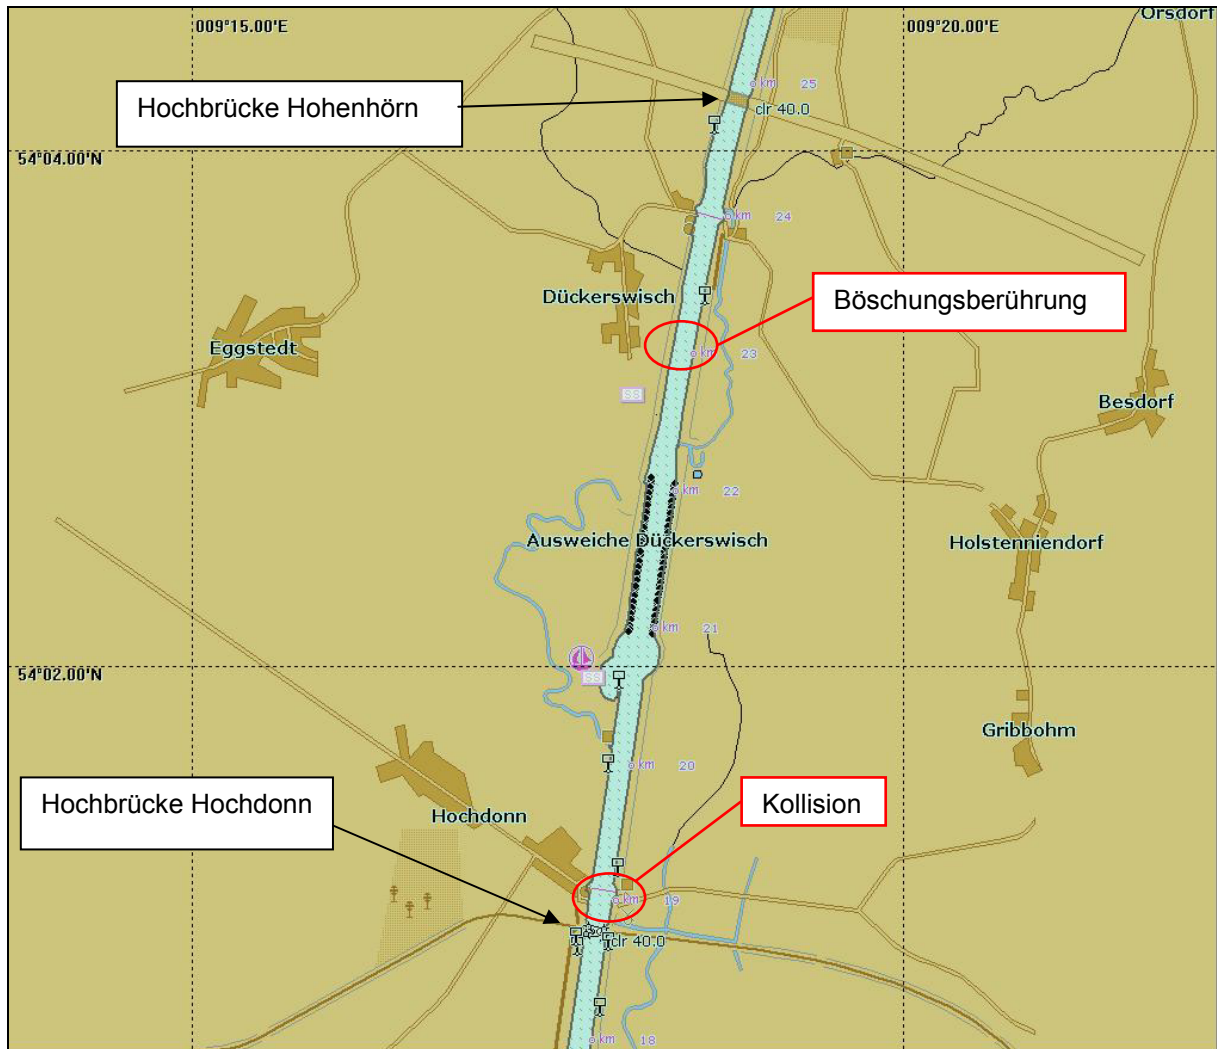 Orsdorf
009°15.00'E
009°20.00'E
km 25
Hochbrücke Hohenhörn
clr 40.0
54°04.00'N
km 24
Dückerswisch
Böschungsberührung
Eggstedt
km 23
SS
Besdorf
km 22
Ausweiche Dückerswisch
Holstenniendorf
km 21
54°02.00'N
SS
Gribbohm
km 20
Hochbrücke Hochdonn
Kollision
Hochdonn
km 19
clr 40.0
km 18